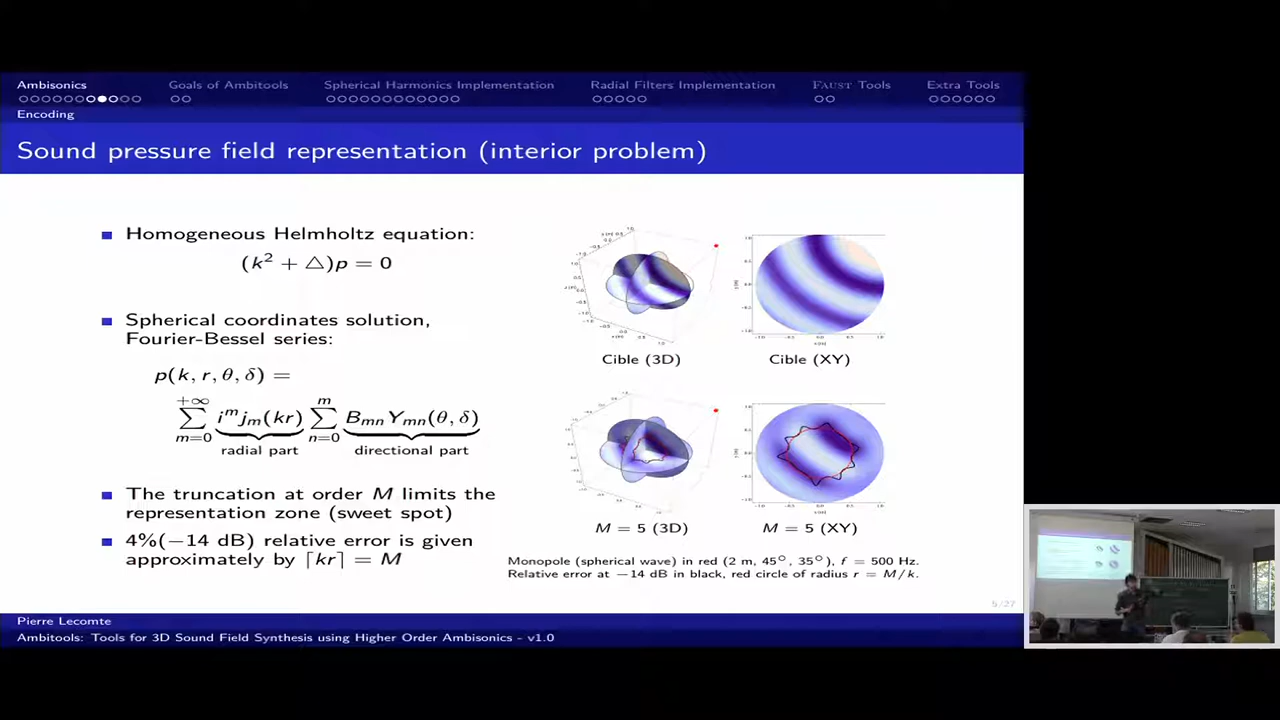 Ambisonics
Goals of Ambitools
Spherical Harmonics Implementation
Radial Filters Implementation
FAUST Tools
Extra Tools
Encoding
Sound pressure field representation (interior problem)
Homogeneous Helmholtz equation:
(k² + △)p = 0
Spherical coordinates solution,
Fourier-Bessel series:
p(k, r, θ, δ) =
+∞ ∑ m=0 i^m j_m(kr) m ∑ n=0 B_mn Y_mn(θ, δ)
radial part directional part
The truncation at order M limits the
representation zone (sweet spot)
4%(−14 dB) relative error is given
approximately by ⌈kr⌉ = M
Cible (3D)
Cible (XY)
M = 5 (3D)
M = 5 (XY)
Monopole (spherical wave) in red (2 m, 45°, 35°), f = 500 Hz.
Relative error at −14 dB in black, red circle of radius r = M/k.
5/27
Pierre Lecomte
Ambitools: Tools for 3D Sound Field Synthesis using Higher Order Ambisonics - v1.0